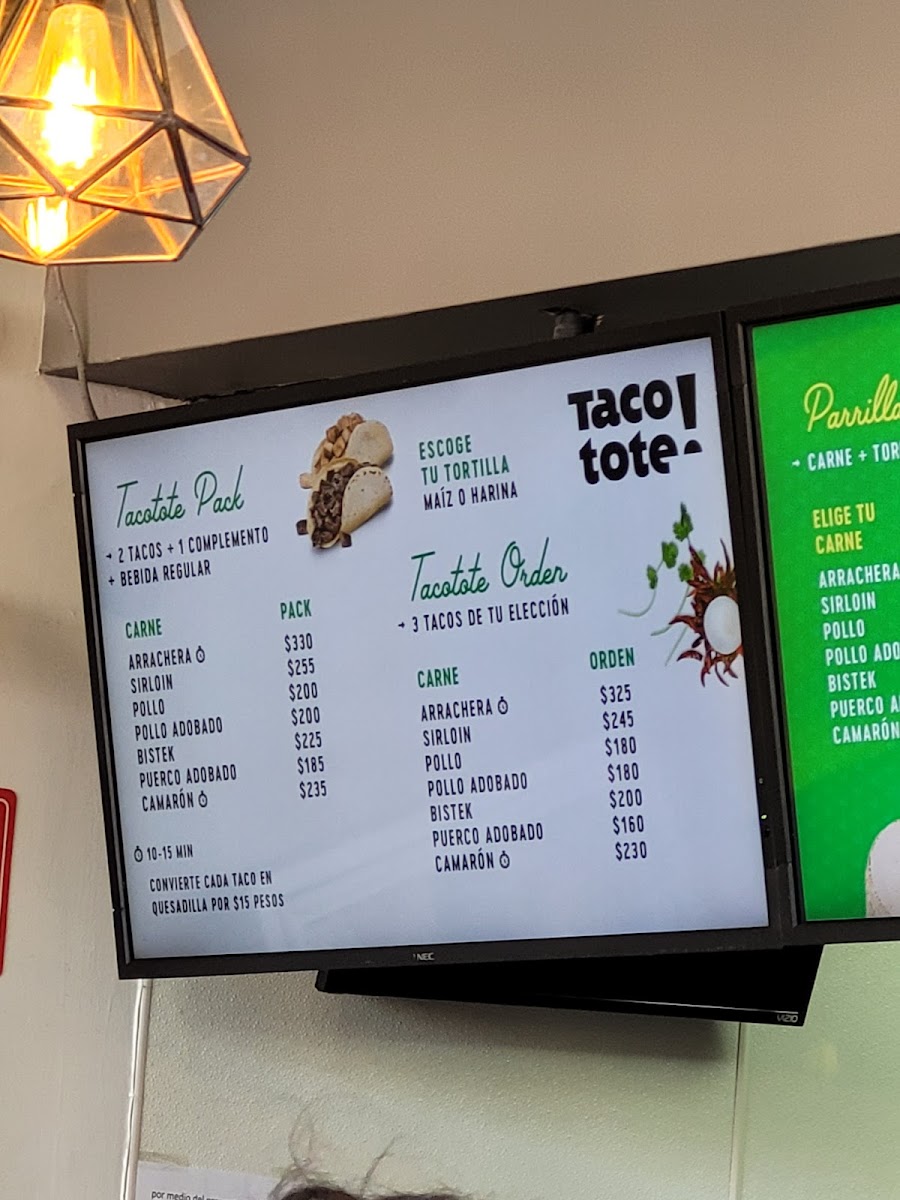 Tacotote Pack
→ 2 TACOS + 1 COMPLEMENTO
+ BEBIDA REGULAR
CARNE PACK
ARRACHERA $330
SIRLOIN $255
POLLO $200
POLLO ADOBADO $200
BISTEK $225
PUERCO ADOBADO $185
CAMARÓN $235
10-15 MIN
CONVIERTE CADA TACO EN
QUESADILLA POR $15 PESOS
ESCOGE
TU TORTILLA
MAÍZ O HARINA
Taco
tote!
Tacotote Orden
→ 3 TACOS DE TU ELECCIÓN
CARNE ORDEN
ARRACHERA $325
SIRLOIN $245
POLLO $180
POLLO ADOBADO $180
BISTEK $200
PUERCO ADOBADO $160
CAMARÓN $230
NEC
VIZIO
Parrilla
→ CARNE + TOR
ELIGE TU
CARNE
ARRACHERA
SIRLOIN
POLLO
POLLO ADO
BISTEK
PUERCO A
CAMARÓN
por medio del